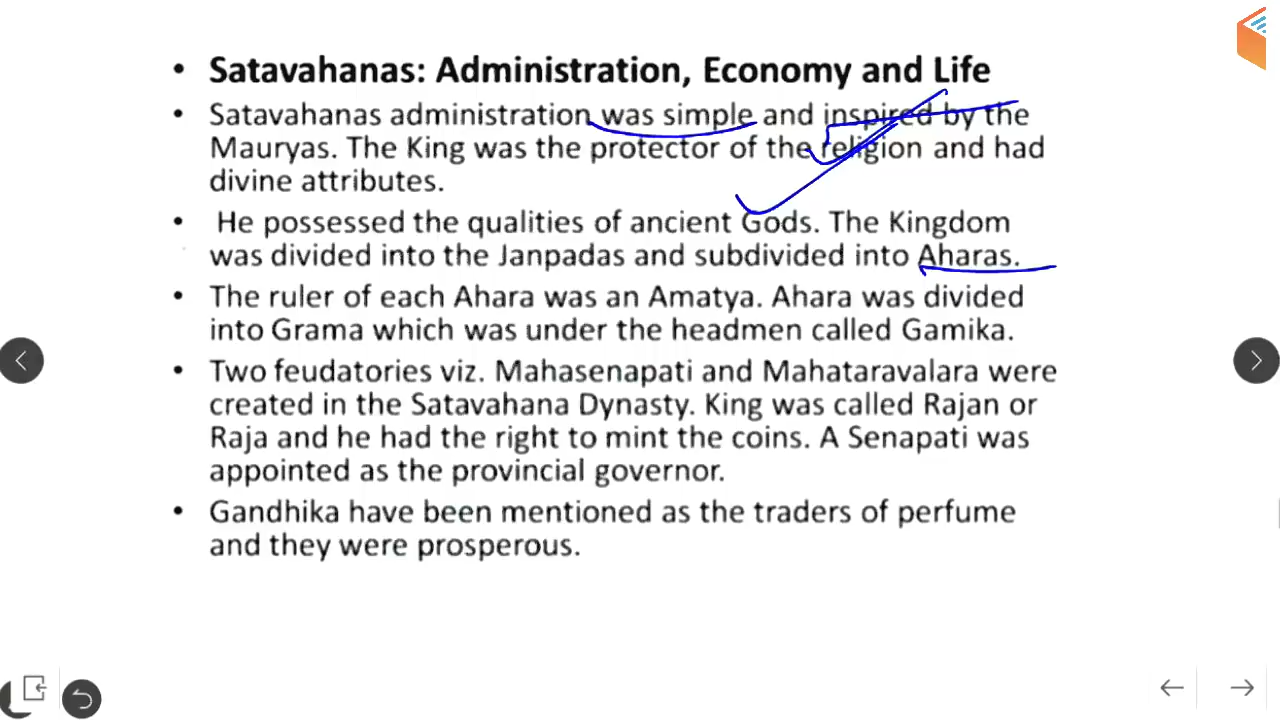 • Satavahanas: Administration, Economy and Life
• Satavahanas administration was simple and inspired by the
Mauryas. The King was the protector of the religion and had
divine attributes.
• He possessed the qualities of ancient Gods. The Kingdom
was divided into the Janpadas and subdivided into Aharas.
• The ruler of each Ahara was an Amatya. Ahara was divided
into Grama which was under the headmen called Gamika.
• Two feudatories viz. Mahasenapati and Mahataravalara were
created in the Satavahana Dynasty. King was called Rajan or
Raja and he had the right to mint the coins. A Senapati was
appointed as the provincial governor.
• Gandhika have been mentioned as the traders of perfume
and they were prosperous.